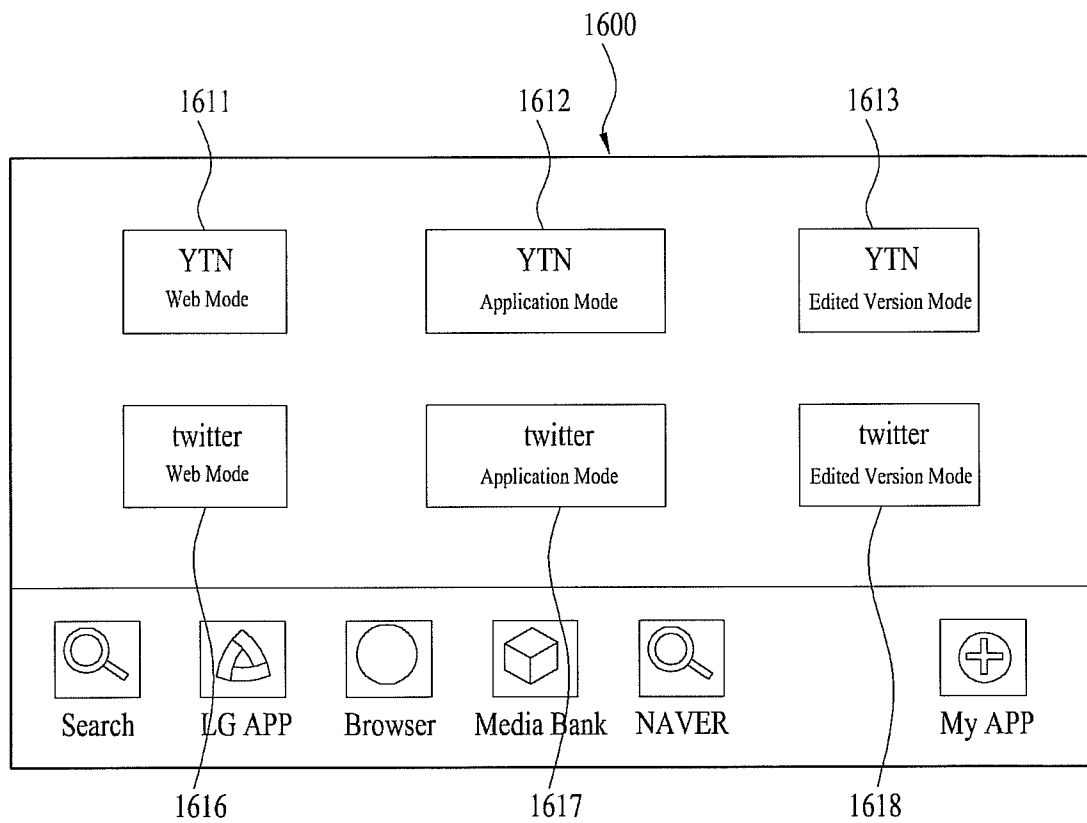 1600
1611 1612 1613
YTN YTN YTN
Web Mode Application Mode Edited Version Mode
twitter twitter twitter
Web Mode Application Mode Edited Version Mode
Search LG APP Browser Media Bank NAVER My APP
1616 1617 1618